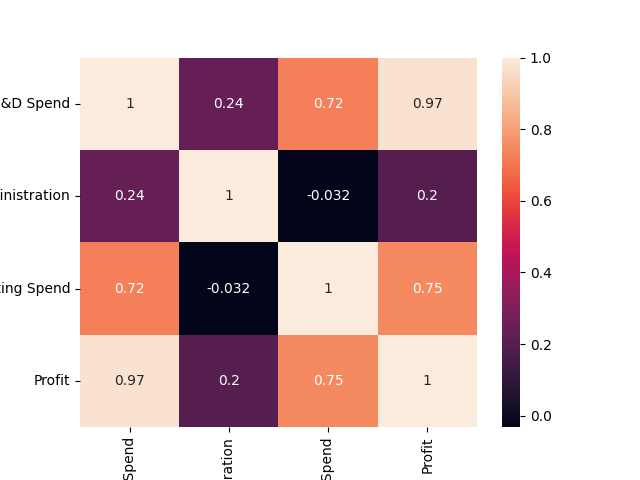 &D Spend
1
0.24
0.72
0.97
1.0
0.8
0.6
0.4
0.2
0.0
inistration
0.24
1
-0.032
0.2
ting Spend
0.72
-0.032
1
0.75
Profit
0.97
0.2
0.75
1
Spend
ration
Spend
Profit